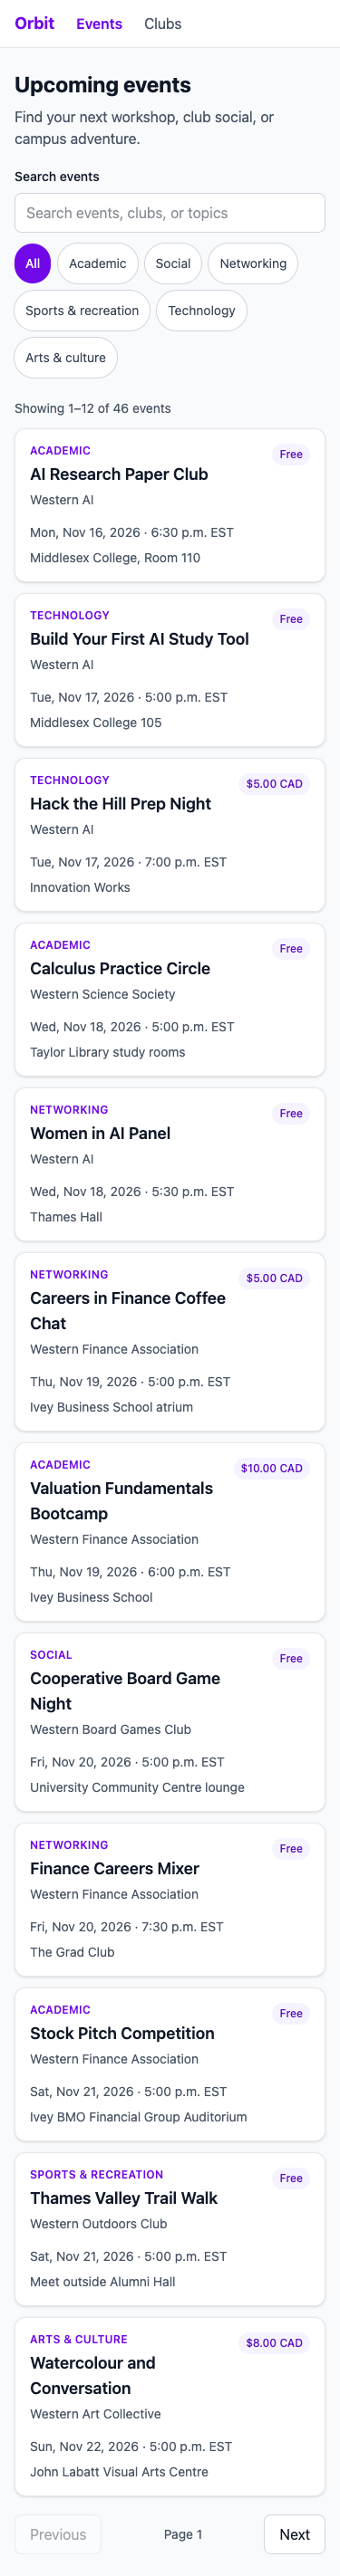 Orbit Events Clubs
Upcoming events
Find your next workshop, club social, or
campus adventure.
Search events
Search events, clubs, or topics
All Academic Social Networking
Sports & recreation Technology
Arts & culture
Showing 1–12 of 46 events
ACADEMIC Free
AI Research Paper Club
Western AI
Mon, Nov 16, 2026 · 6:30 p.m. EST
Middlesex College, Room 110
TECHNOLOGY Free
Build Your First AI Study Tool
Western AI
Tue, Nov 17, 2026 · 5:00 p.m. EST
Middlesex College 105
TECHNOLOGY $5.00 CAD
Hack the Hill Prep Night
Western AI
Tue, Nov 17, 2026 · 7:00 p.m. EST
Innovation Works
ACADEMIC Free
Calculus Practice Circle
Western Science Society
Wed, Nov 18, 2026 · 5:00 p.m. EST
Taylor Library study rooms
NETWORKING Free
Women in AI Panel
Western AI
Wed, Nov 18, 2026 · 5:30 p.m. EST
Thames Hall
NETWORKING $5.00 CAD
Careers in Finance Coffee
Chat
Western Finance Association
Thu, Nov 19, 2026 · 5:00 p.m. EST
Ivey Business School atrium
ACADEMIC $10.00 CAD
Valuation Fundamentals
Bootcamp
Western Finance Association
Thu, Nov 19, 2026 · 6:00 p.m. EST
Ivey Business School
SOCIAL Free
Cooperative Board Game
Night
Western Board Games Club
Fri, Nov 20, 2026 · 5:00 p.m. EST
University Community Centre lounge
NETWORKING Free
Finance Careers Mixer
Western Finance Association
Fri, Nov 20, 2026 · 7:30 p.m. EST
The Grad Club
ACADEMIC Free
Stock Pitch Competition
Western Finance Association
Sat, Nov 21, 2026 · 5:00 p.m. EST
Ivey BMO Financial Group Auditorium
SPORTS & RECREATION Free
Thames Valley Trail Walk
Western Outdoors Club
Sat, Nov 21, 2026 · 5:00 p.m. EST
Meet outside Alumni Hall
ARTS & CULTURE $8.00 CAD
Watercolour and
Conversation
Western Art Collective
Sun, Nov 22, 2026 · 5:00 p.m. EST
John Labatt Visual Arts Centre
Previous Page 1 Next